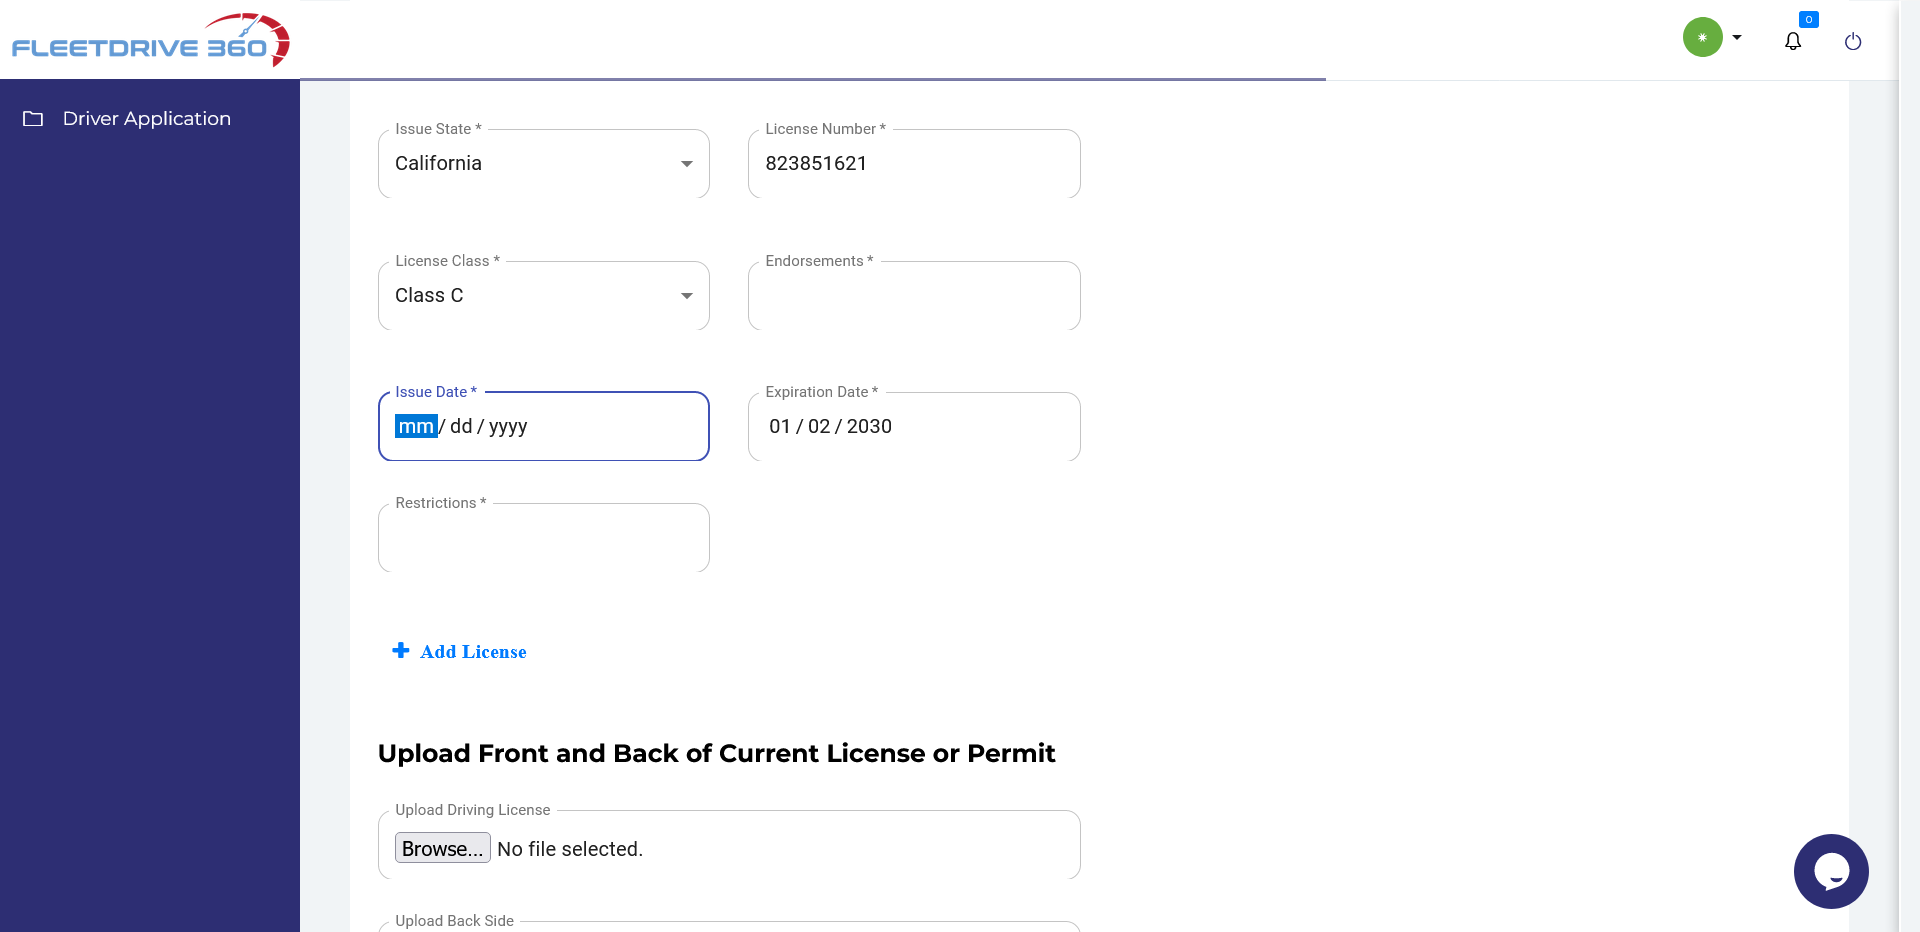 FLEETDRIVE 360
0
Driver Application
Issue State *
California
License Number *
823851621
License Class *
Class C
Endorsements *
Issue Date *
mm / dd / yyyy
Expiration Date *
01 / 02 / 2030
Restrictions *
Add License
Upload Front and Back of Current License or Permit
Upload Driving License
Browse... No file selected.
Upload Back Side